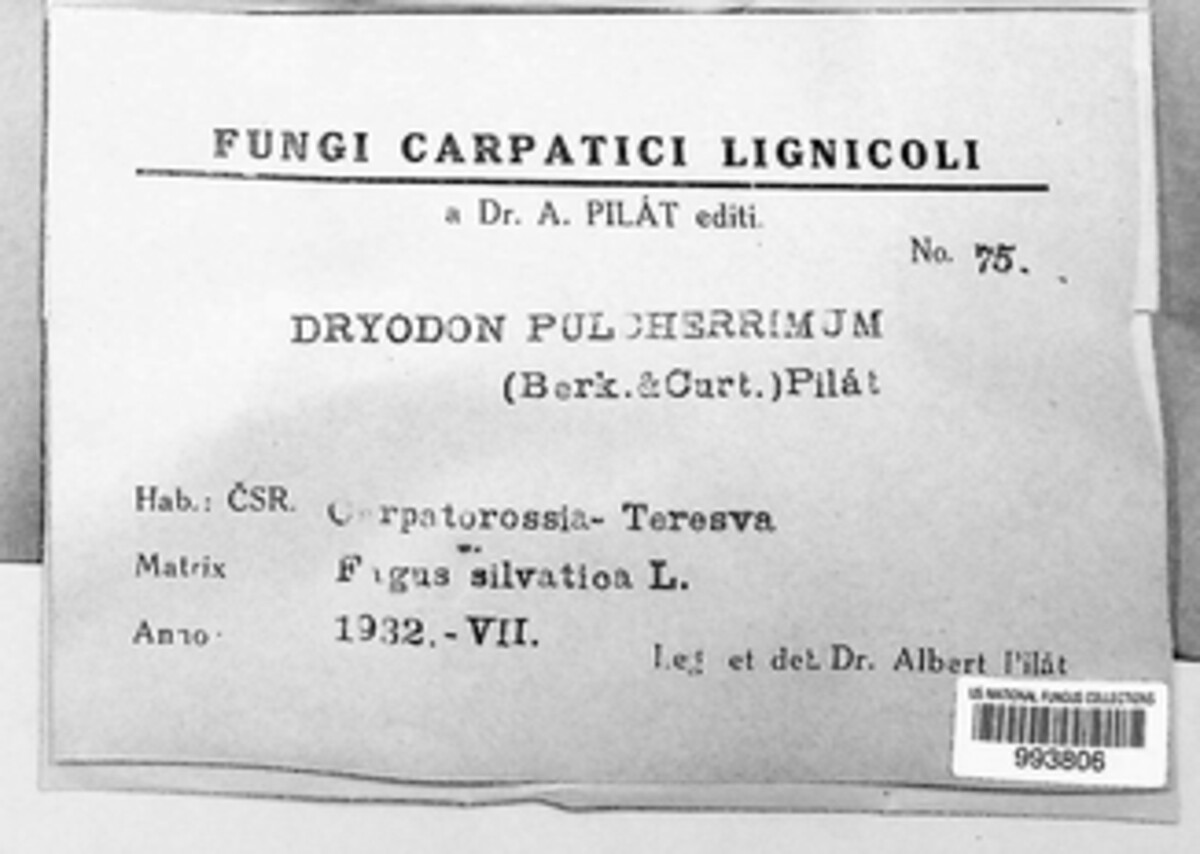 FUNGI CARPATICI LIGNICOLI
a Dr. A. PILÁT editi.
No. 75.
DRYODON PULCHERRIMUM
(Berk.&Curt.)Pilát
Hab.: ČSR. Carpatorossia- Teresva
Matrix Fagus silvatica L.
Anno 1932.-VII.
Leg et det. Dr. Albert Pilát
US NATIONAL FUNGUS COLLECTIONS
993806